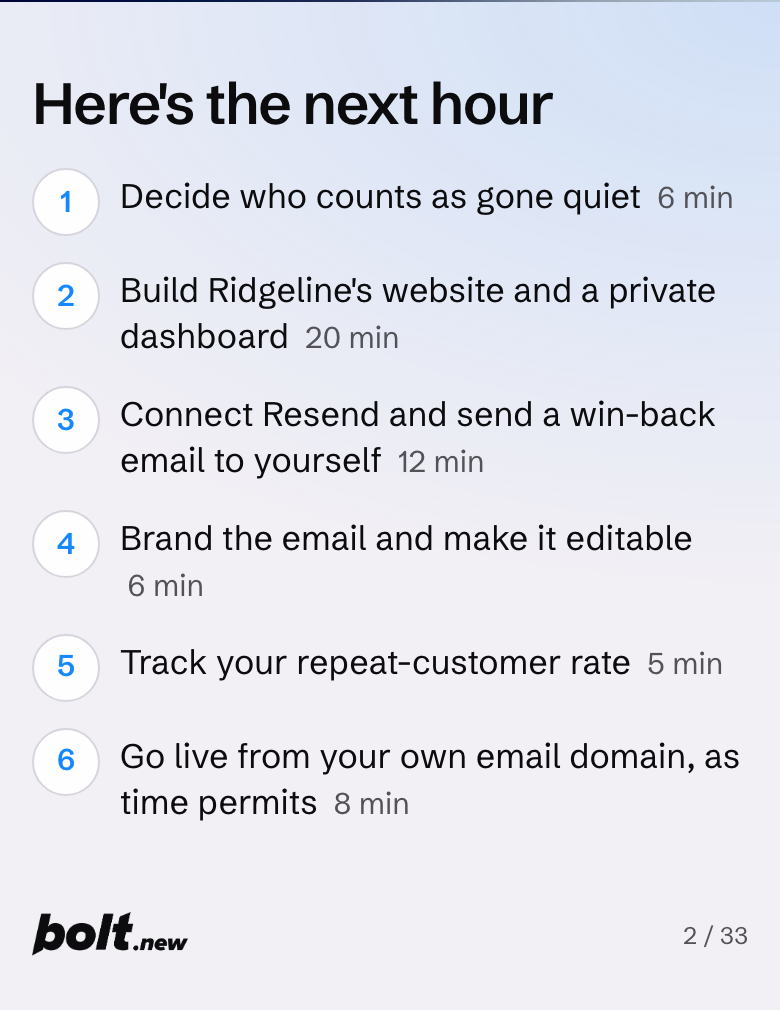 Here's the next hour
1 Decide who counts as gone quiet 6 min
2 Build Ridgeline's website and a private
dashboard 20 min
3 Connect Resend and send a win-back
email to yourself 12 min
4 Brand the email and make it editable
6 min
5 Track your repeat-customer rate 5 min
6 Go live from your own email domain, as
time permits 8 min
bolt.new 2 / 33